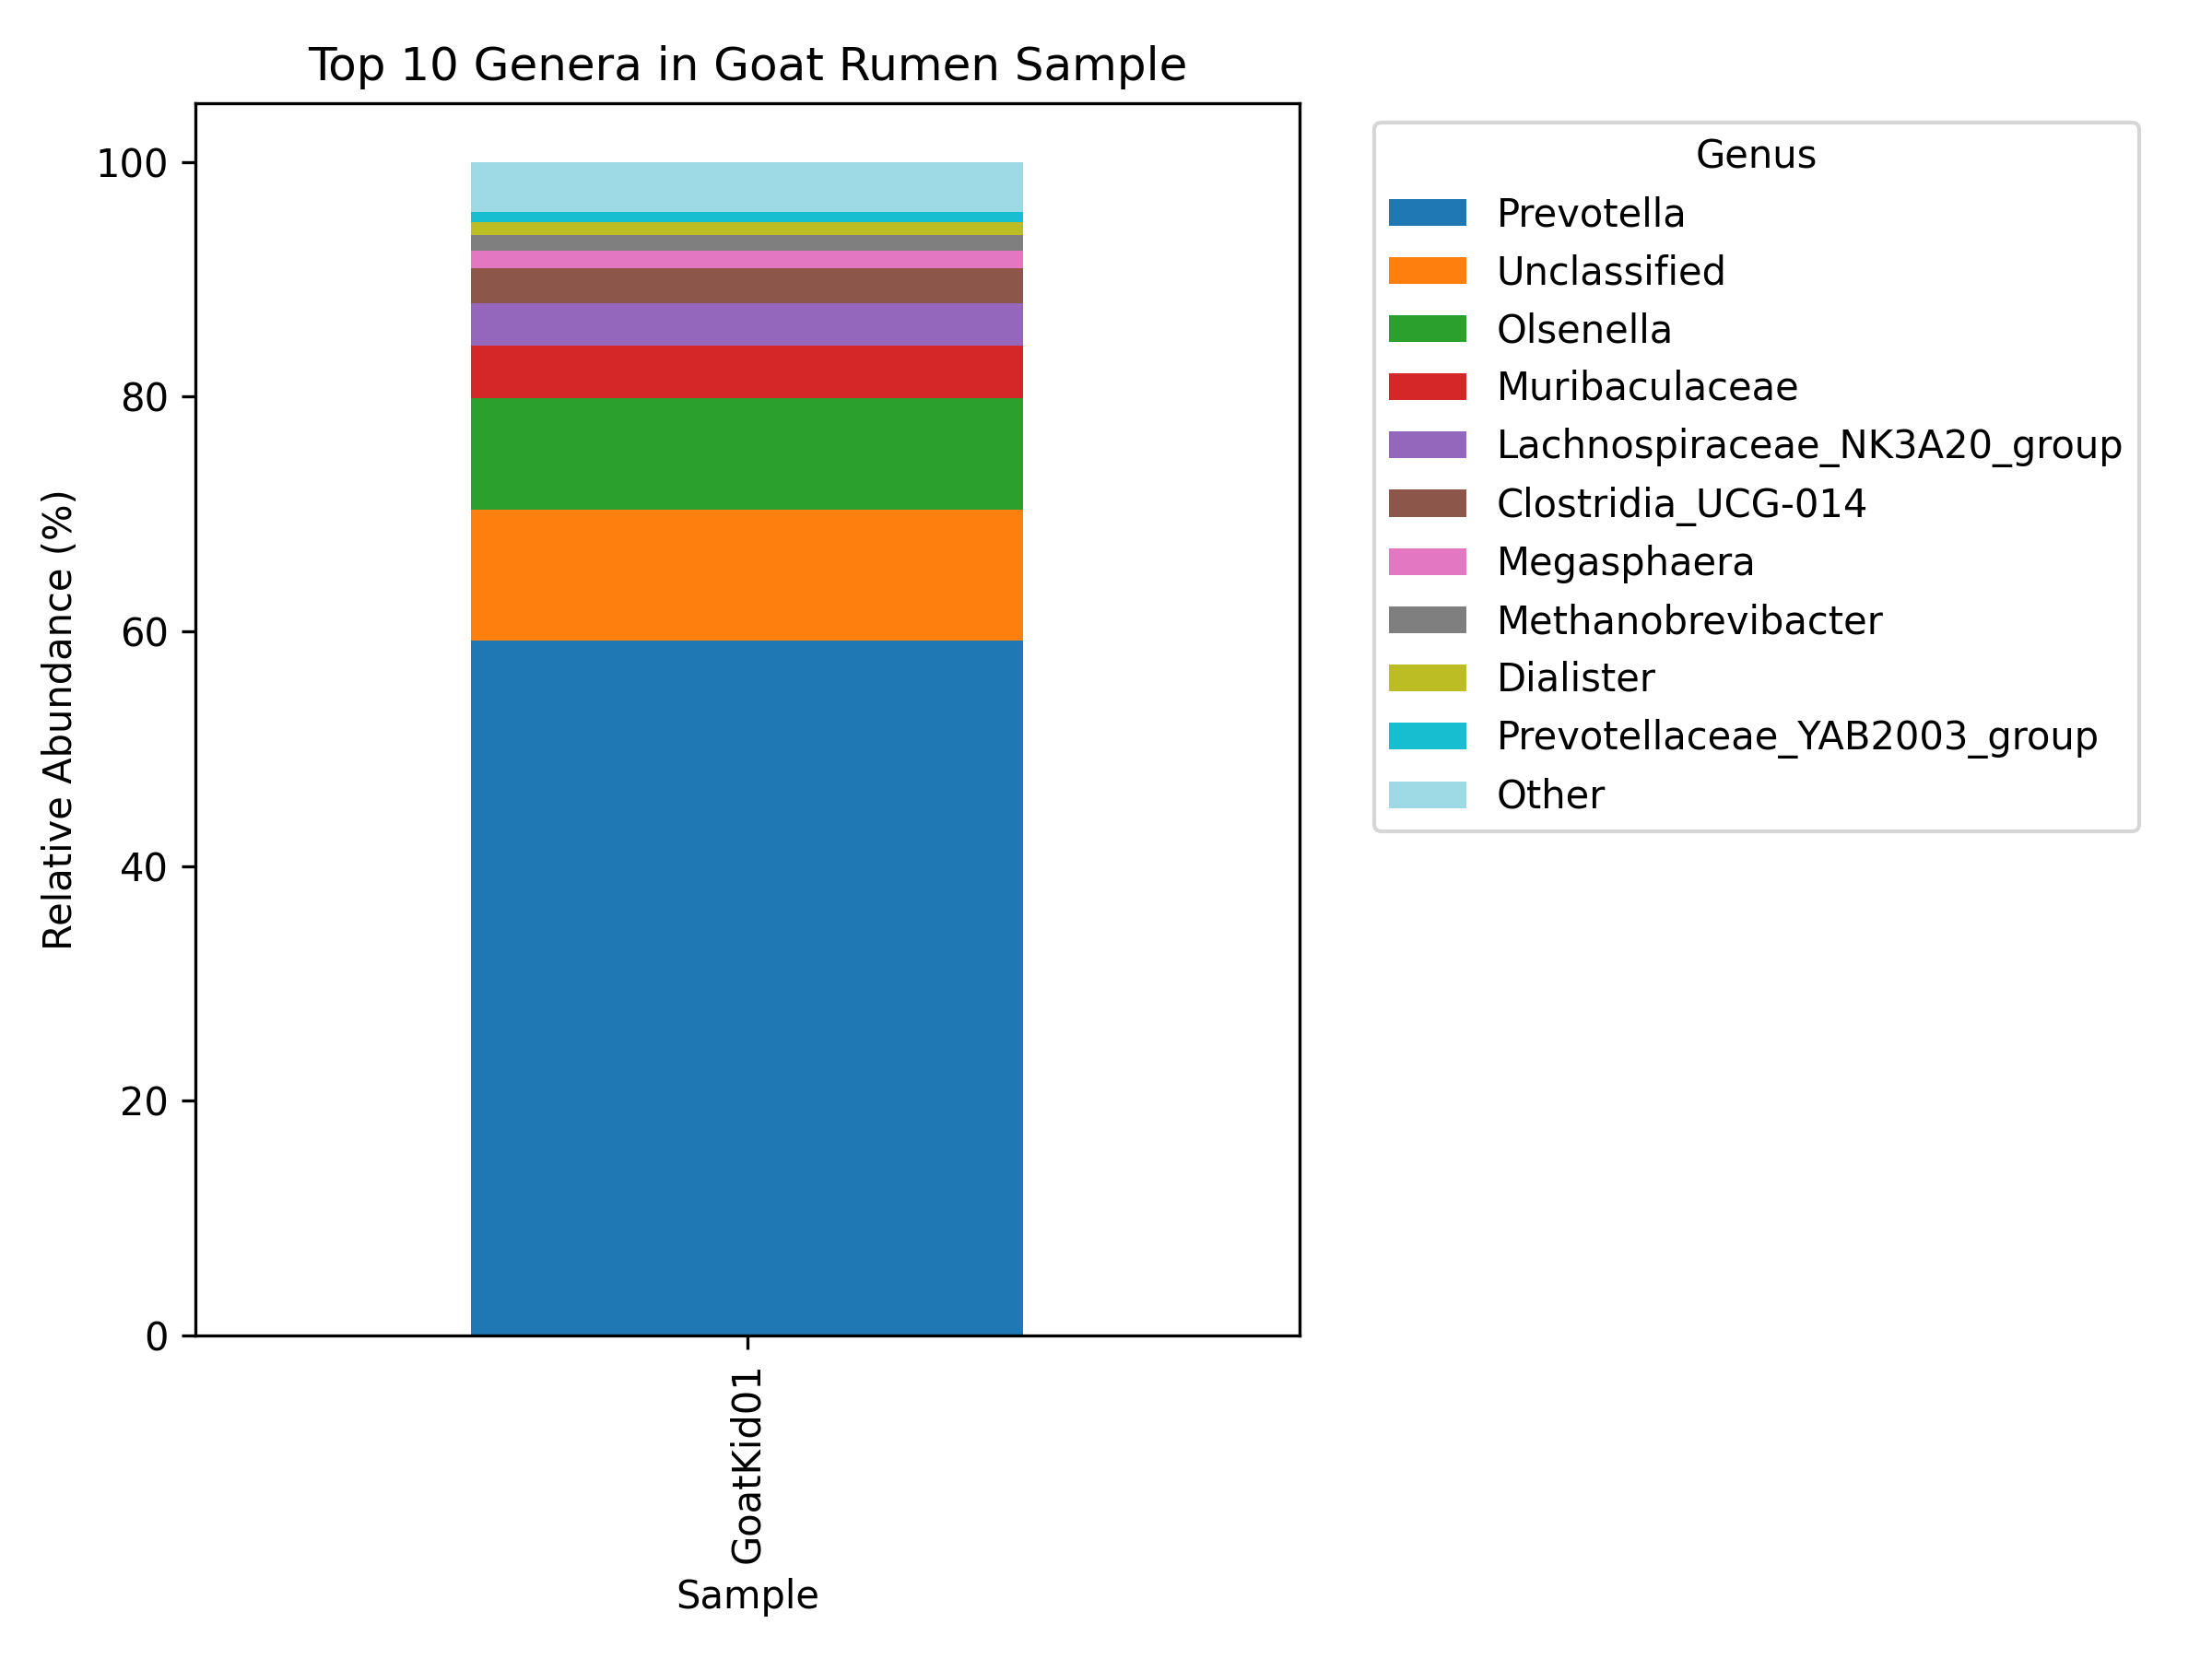 Top 10 Genera in Goat Rumen Sample
Relative Abundance (%)
100
80
60
40
20
0
GoatKid01
Sample
Genus
Prevotella
Unclassified
Olsenella
Muribaculaceae
Lachnospiraceae_NK3A20_group
Clostridia_UCG-014
Megasphaera
Methanobrevibacter
Dialister
Prevotellaceae_YAB2003_group
Other